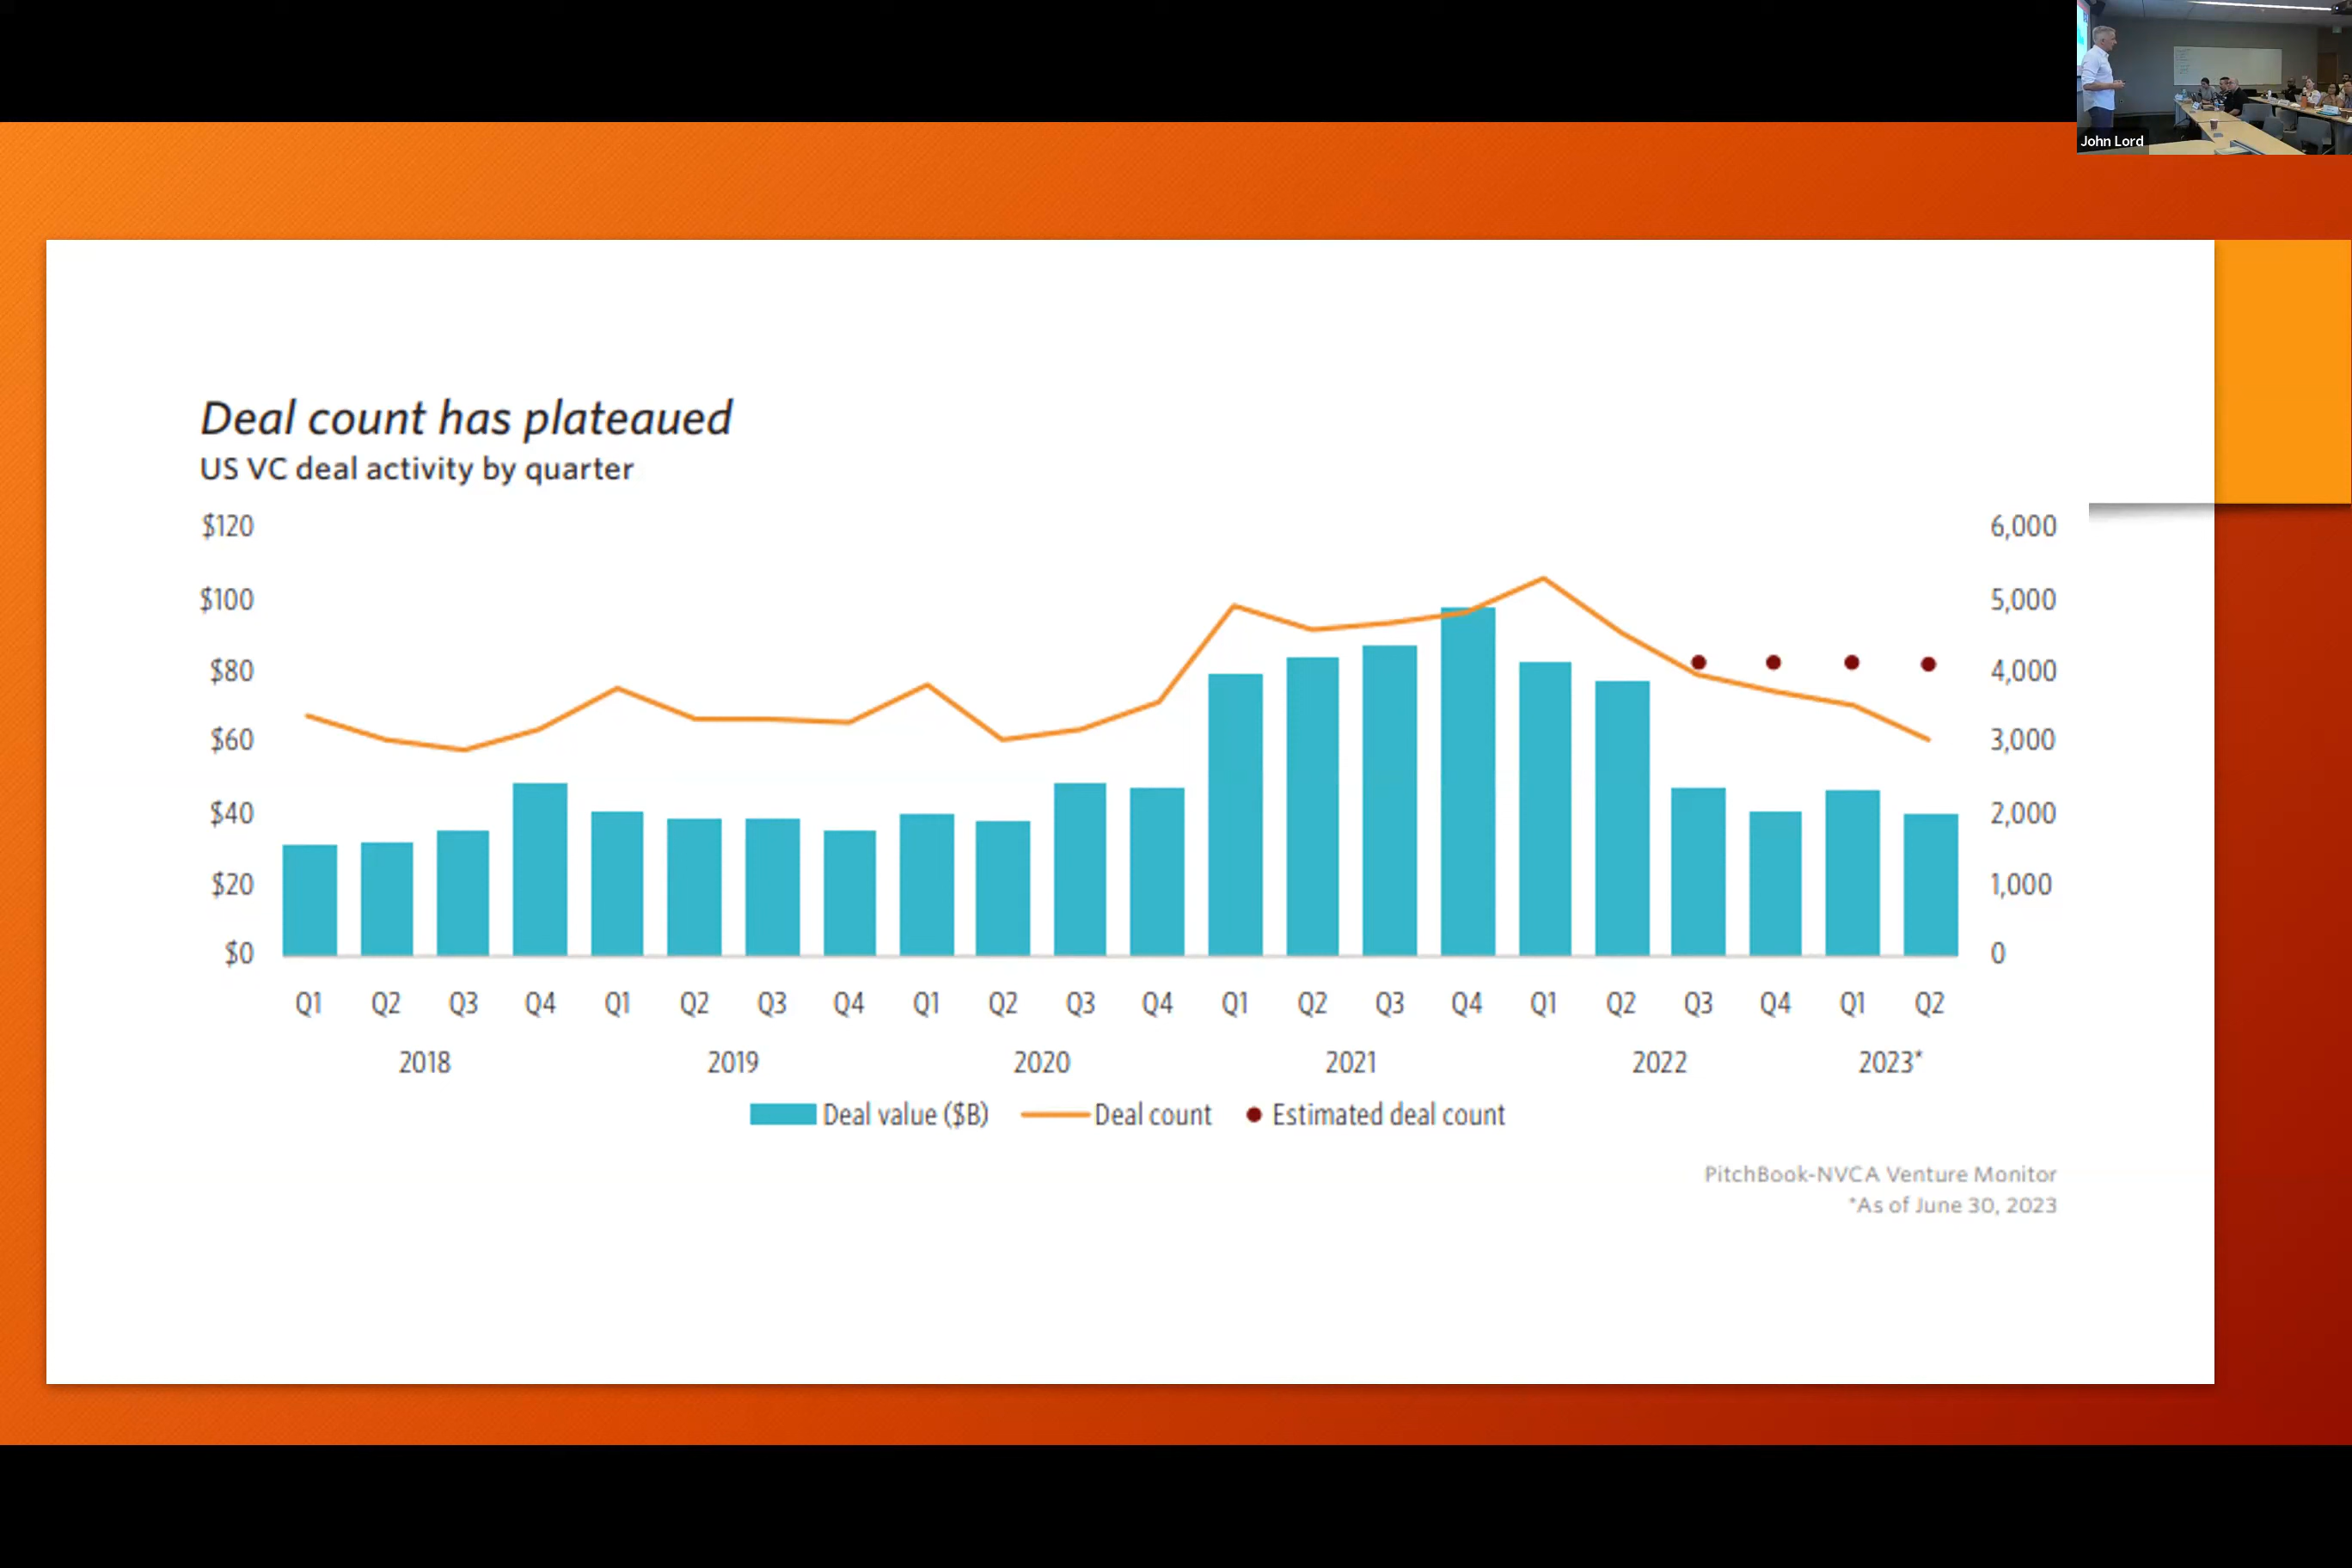 John Lord
Deal count has plateaued
US VC deal activity by quarter
$120 6,000
$100 5,000
$80 4,000
$60 3,000
$40 2,000
$20 1,000
$0 0
Q1 Q2 Q3 Q4 Q1 Q2 Q3 Q4 Q1 Q2 Q3 Q4 Q1 Q2 Q3 Q4 Q1 Q2 Q3 Q4 Q1 Q2
2018 2019 2020 2021 2022 2023*
Deal value ($B) Deal count Estimated deal count
PitchBook-NVCA Venture Monitor
*As of June 30, 2023